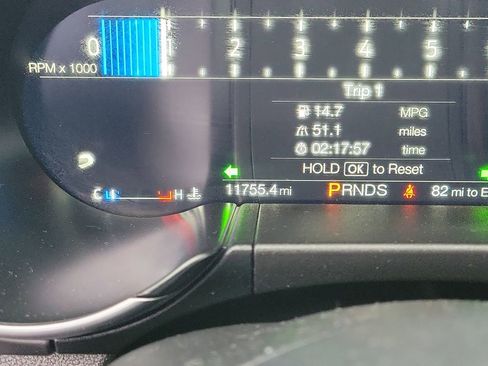 0 2 3 4 5
RPM x 1000
Trip 1
14.7 MPG
51.1 miles
02:17:57 time
HOLD OK to Reset
C H 11755.4 mi PRNDS 82 mi to E